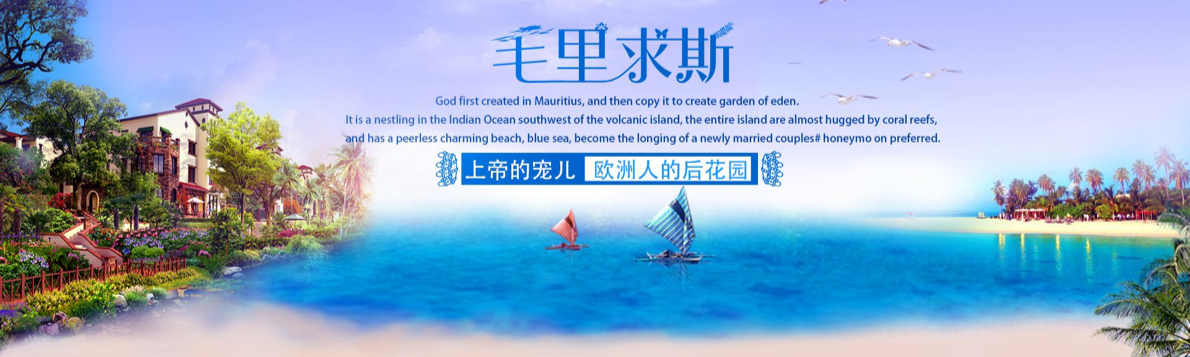 毛里求斯
God first created in Mauritius, and then copy it to create garden of eden.
It is a nestling in the Indian Ocean southwest of the volcanic island, the entire island are almost hugged by coral reefs,
and has a peerless charming beach, blue sea, become the longing of a newly married couples# honeymo on preferred.
上帝的宠儿 欧洲人的后花园